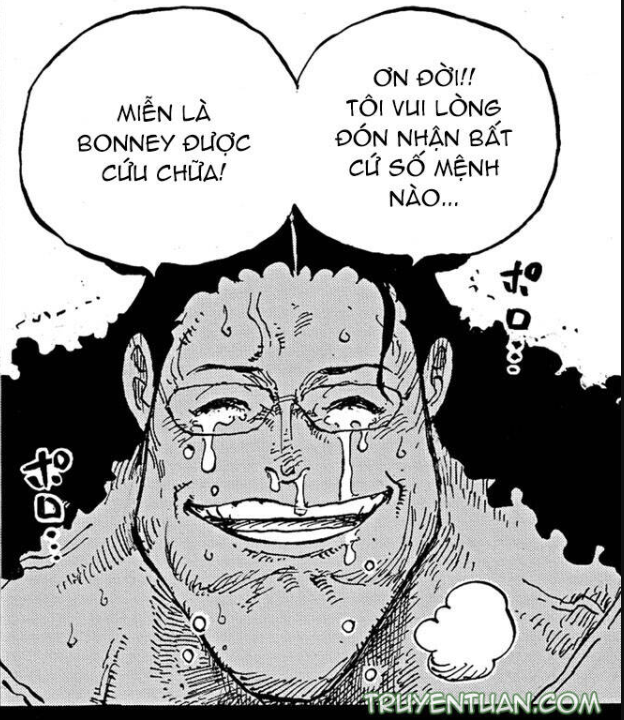 ƠN ĐỜI!!
TÔI VUI LÒNG
ĐÓN NHẬN BẤT
CỨ SỐ MỆNH
NÀO...
MIỄN LÀ
BONNEY ĐƯỢC
CỨU CHỮA!
ポロ...
ポロ...
TRUYENTUAN.COM